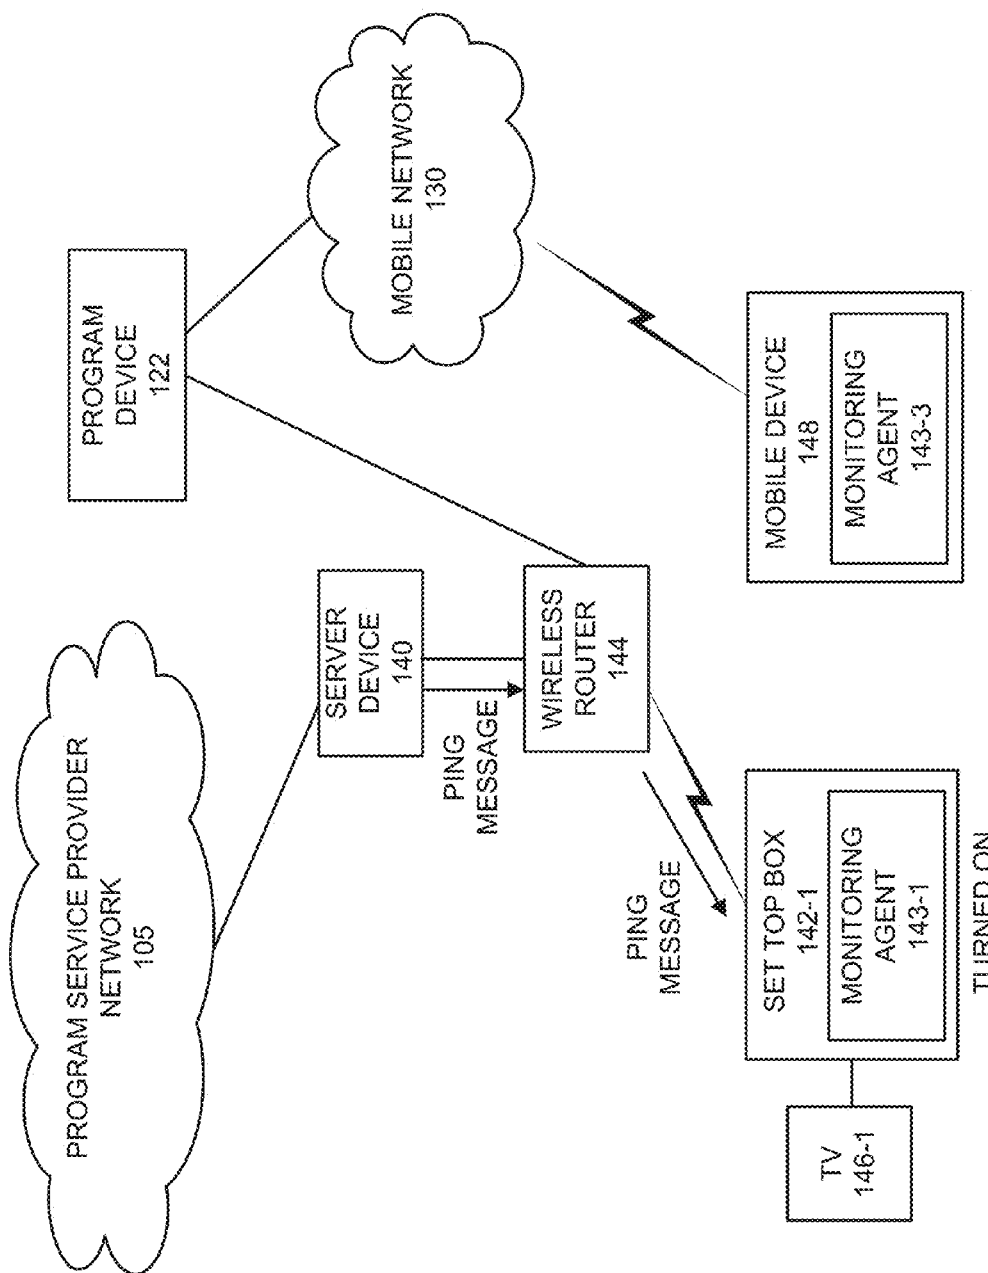 PROGRAM SERVICE PROVIDER
NETWORK
105
PROGRAM
DEVICE
122
SERVER
DEVICE
140
MOBILE NETWORK
130
PING
MESSAGE
WIRELESS
ROUTER
144
PING
MESSAGE
TV
146-1
SET TOP BOX
142-1
MONITORING
AGENT
143-1
TURNED ON
MOBILE DEVICE
148
MONITORING
AGENT
143-3